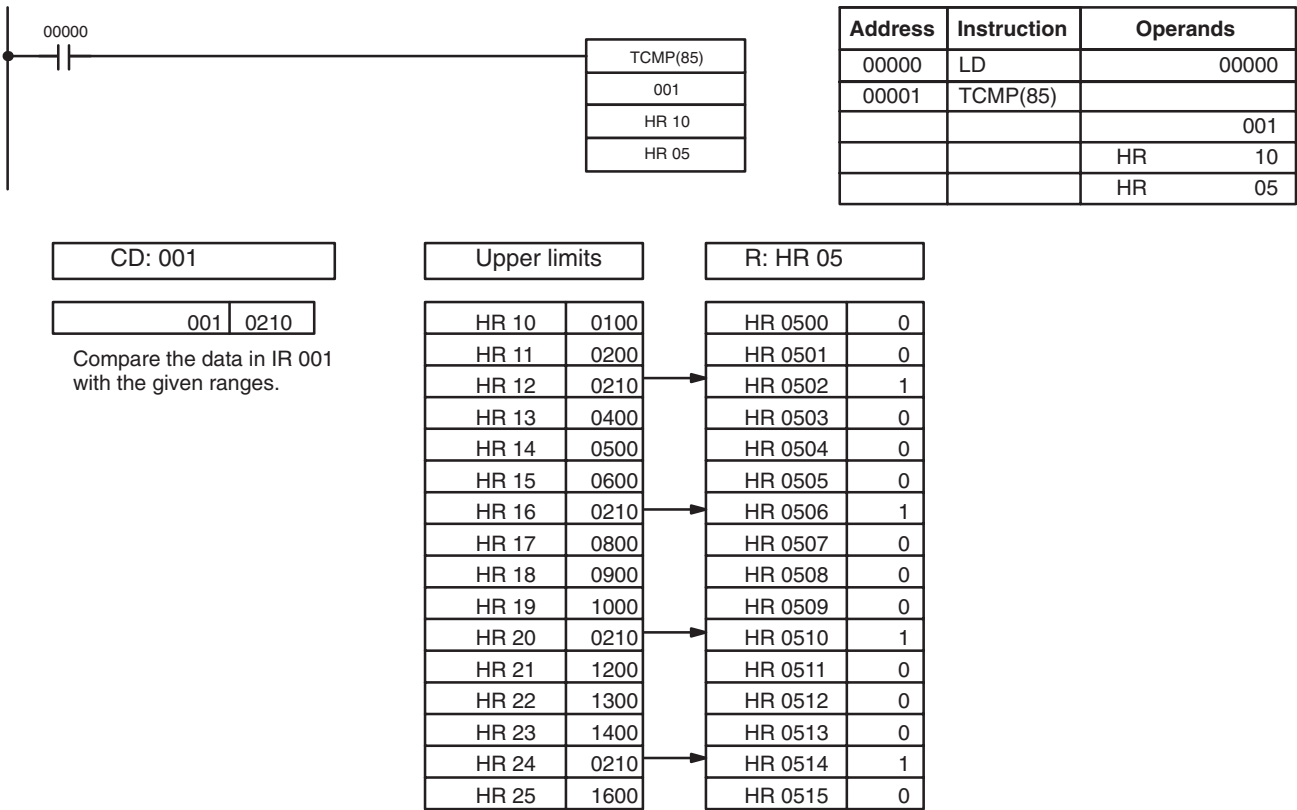 00000
TCMP(85)
001
HR 10
HR 05
Address Instruction Operands
00000 LD 00000
00001 TCMP(85)
001
HR 10
HR 05
CD: 001
001 0210
Compare the data in IR 001
with the given ranges.
Upper limits R: HR 05
HR 10 0100 HR 0500 0
HR 11 0200 HR 0501 0
HR 12 0210 HR 0502 1
HR 13 0400 HR 0503 0
HR 14 0500 HR 0504 0
HR 15 0600 HR 0505 0
HR 16 0210 HR 0506 1
HR 17 0800 HR 0507 0
HR 18 0900 HR 0508 0
HR 19 1000 HR 0509 0
HR 20 0210 HR 0510 1
HR 21 1200 HR 0511 0
HR 22 1300 HR 0512 0
HR 23 1400 HR 0513 0
HR 24 0210 HR 0514 1
HR 25 1600 HR 0515 0